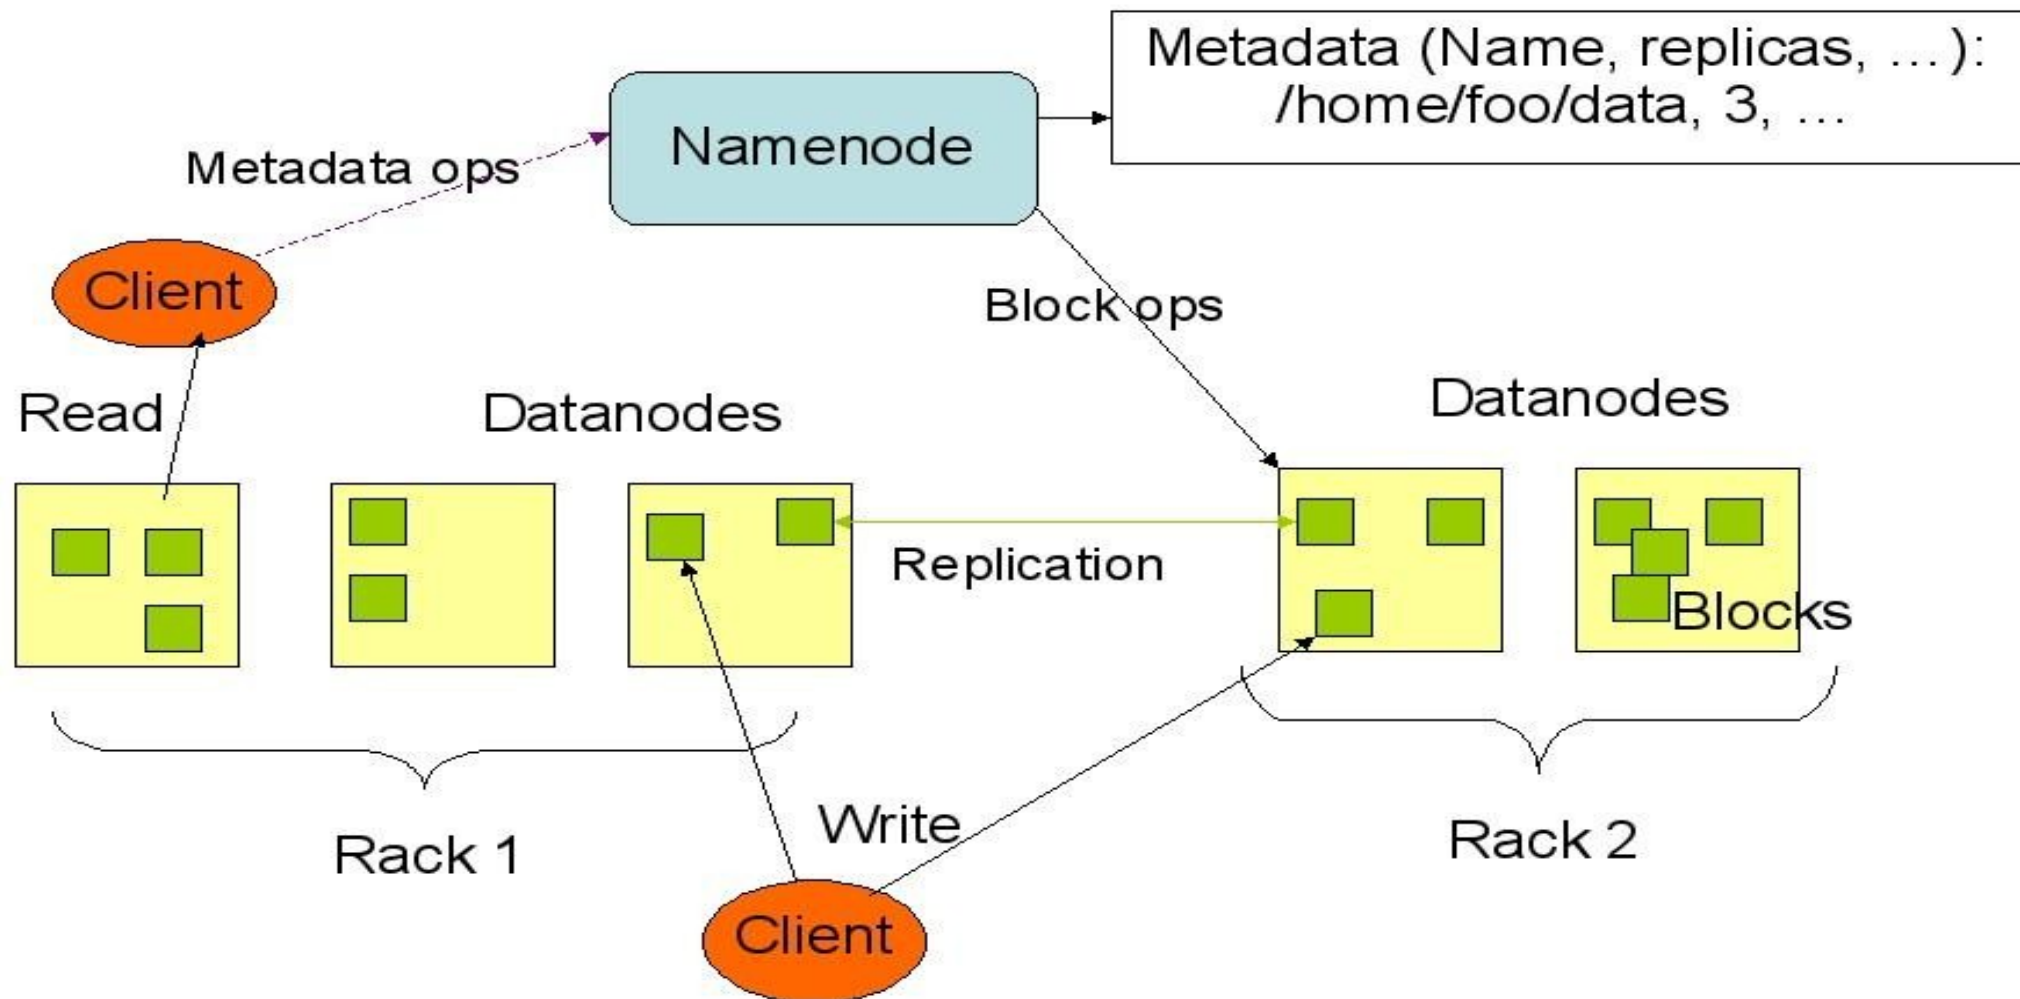 Metadata (Name, replicas, ...):
/home/foo/data, 3, ...
Namenode
Metadata ops
Client
Block ops
Read
Datanodes
Datanodes
Replication
Blocks
Rack 1
Write
Rack 2
Client